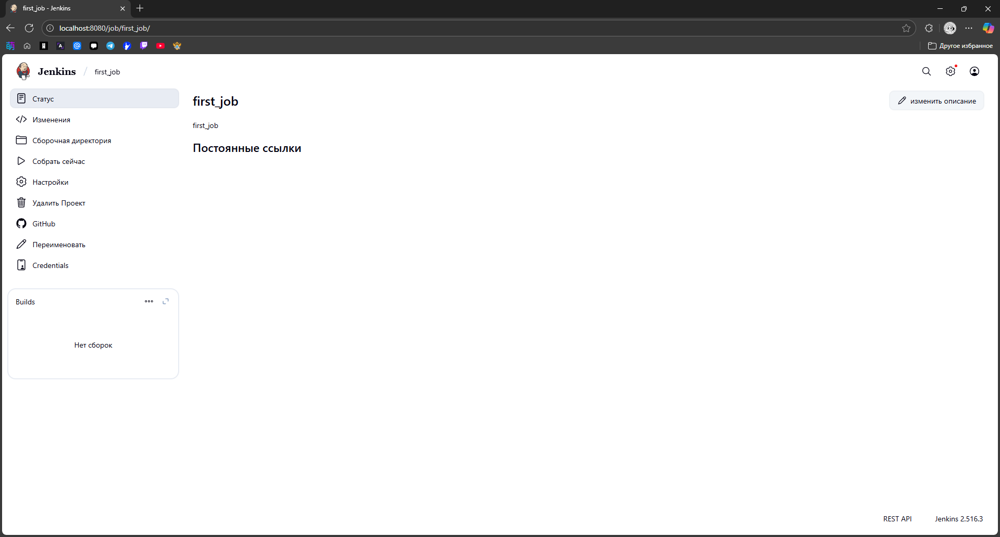 first_job - Jenkins
localhost:8080/job/first_job/
Другое избранное
Jenkins / first_job
Статус
Изменения
Сборочная директория
Собрать сейчас
Настройки
Удалить Проект
GitHub
Переименовать
Credentials
Builds
Нет сборок
first_job
изменить описание
first_job
Постоянные ссылки
REST API
Jenkins 2.516.3